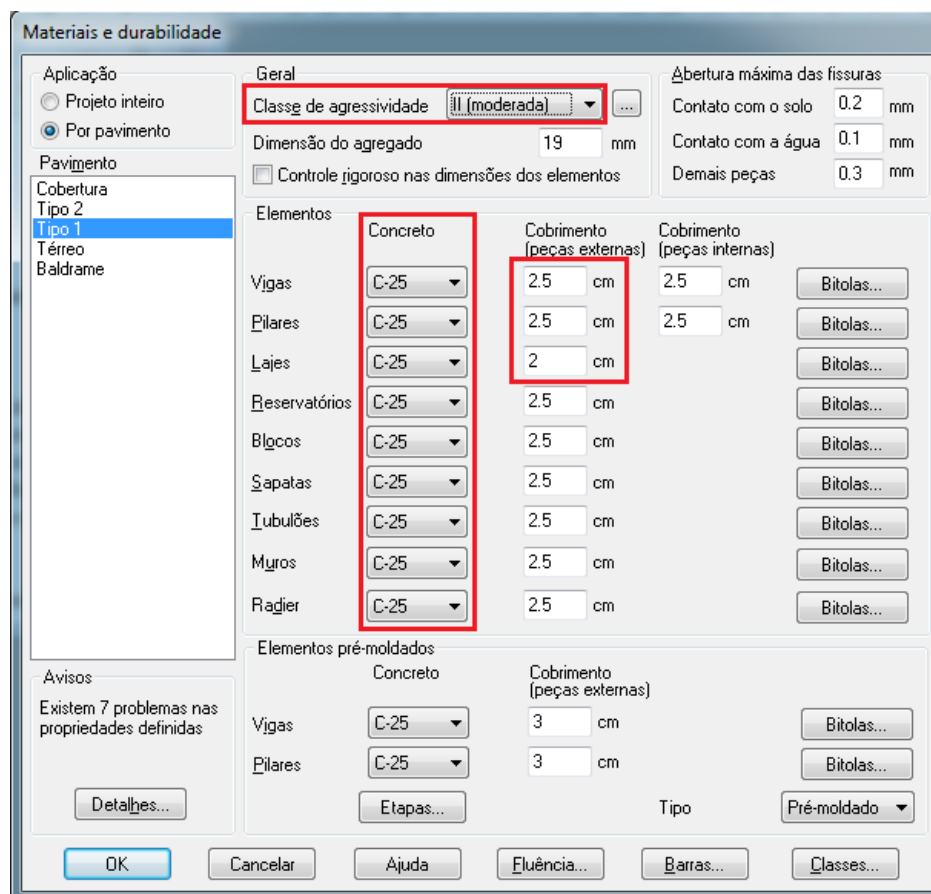 Materiais e durabilidade
Aplicação
Projeto inteiro
Por pavimento
Pavimento
Cobertura
Tipo 2
Tipo 1
Térreo
Baldrame
Avisos
Existem 7 problemas nas
propriedades definidas
Detalhes...
Geral
Classe de agressividade II (moderada) ...
Dimensão do agregado 19 mm
Controle rigoroso nas dimensões dos elementos
Abertura máxima das fissuras
Contato com o solo 0.2 mm
Contato com a água 0.1 mm
Demais peças 0.3 mm
Elementos
Concreto Cobrimento Cobrimento
(peças externas) (peças internas)
Vigas C-25 2.5 cm 2.5 cm Bitolas...
Pilares C-25 2.5 cm 2.5 cm Bitolas...
Lajes C-25 2 cm Bitolas...
Reservatórios C-25 2.5 cm Bitolas...
Blocos C-25 2.5 cm Bitolas...
Sapatas C-25 2.5 cm Bitolas...
Tubulões C-25 2.5 cm Bitolas...
Muros C-25 2.5 cm Bitolas...
Radier C-25 2.5 cm Bitolas...
Elementos pré-moldados
Concreto Cobrimento
(peças externas)
Vigas C-25 3 cm Bitolas...
Pilares C-25 3 cm Bitolas...
Etapas... Tipo Pré-moldado
OK Cancelar Ajuda Fluência... Barras... Classes...